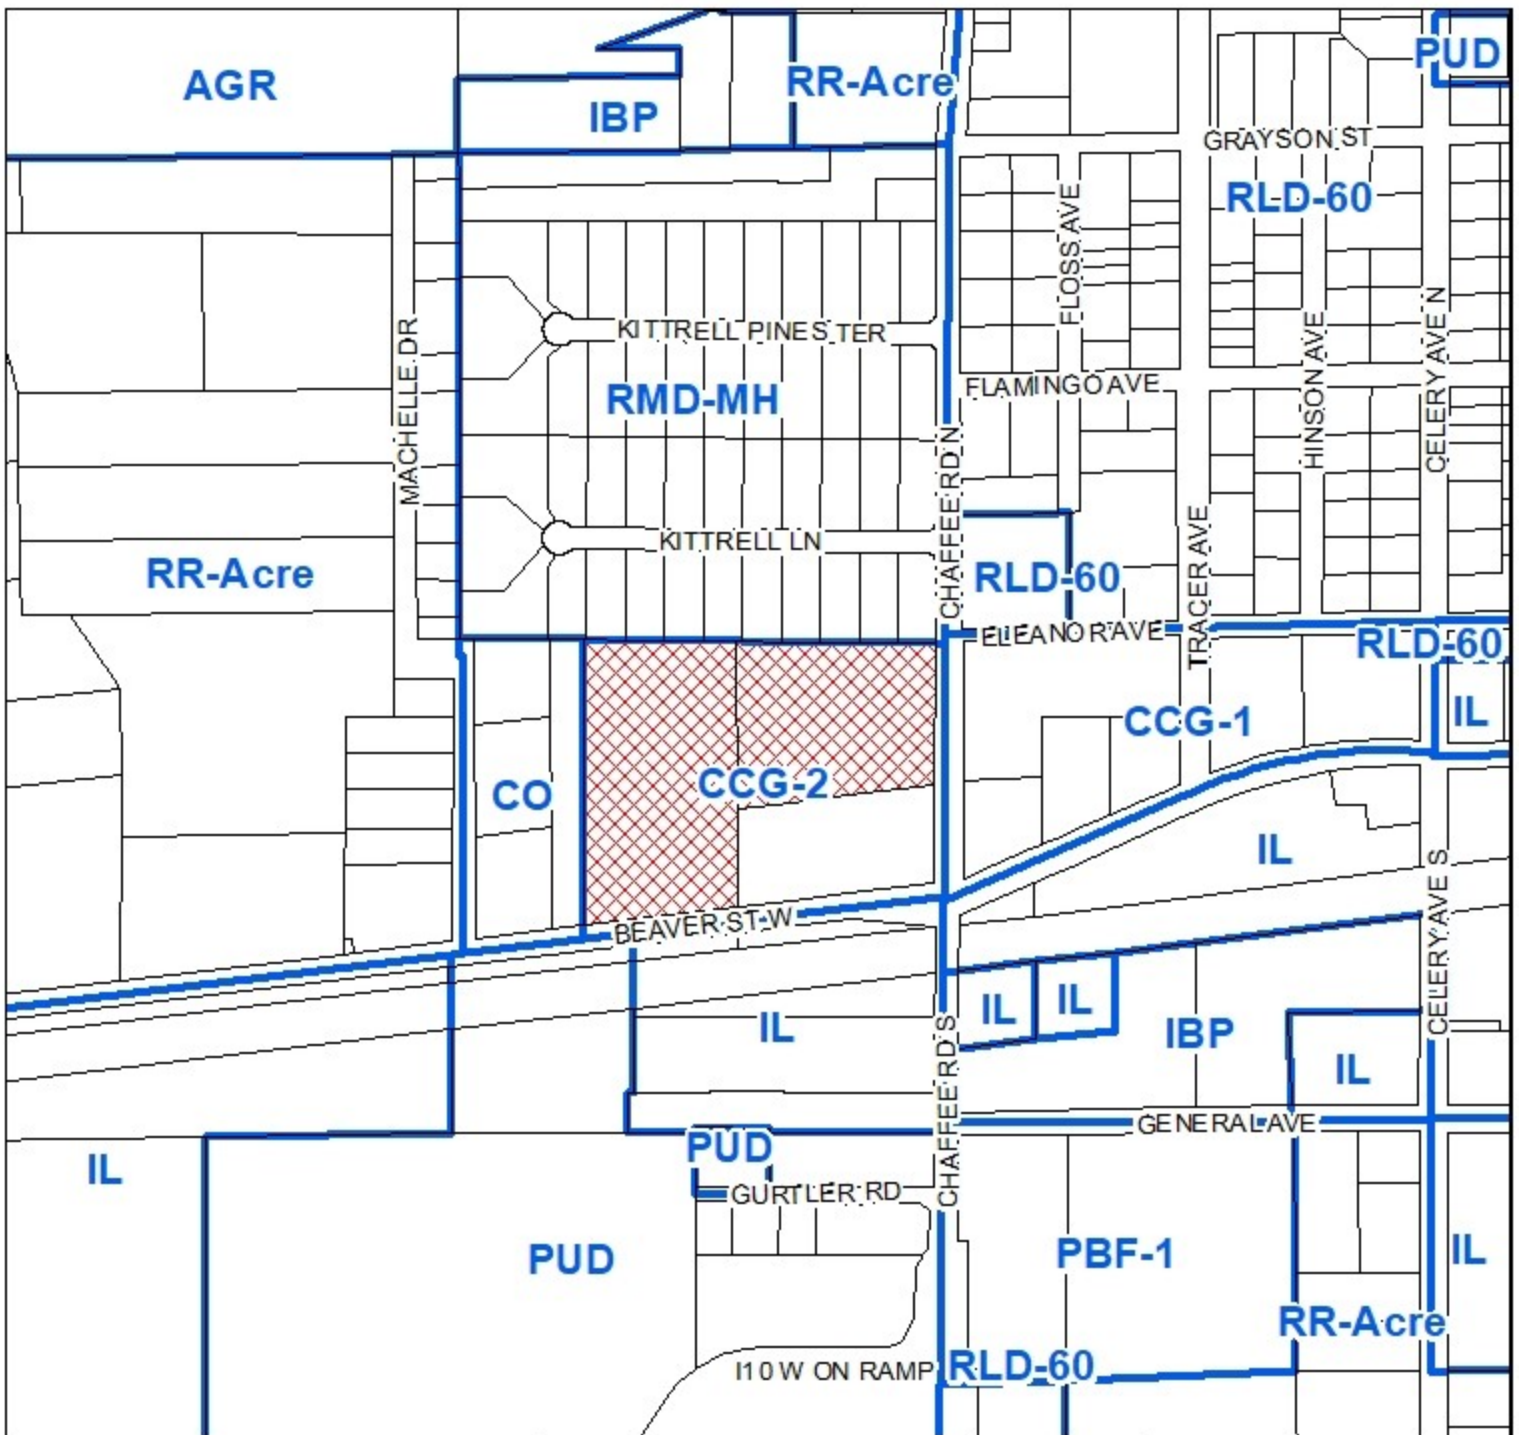 PUD
AGR
RR-Acre
IBP
GRAYSON ST
RLD-60
FLOSS AVE
KITTRELL PINES TER
MACHELLE DR
HINSON AVE
CELERY AVE N
FLAMINGO AVE
RMD-MH
CHAFFEE RD N
KITTRELL LN
RR-Acre
RLD-60
TRACER AVE
ELEANOR AVE
RLD-60
IL
CCG-1
CCG-2
CO
IL
CELERY AVE S
BEAVER ST W
IL
IL
IL
IBP
IL
CHAFFEE RD S
GENERAL AVE
PUD
IL
GURTLER RD
PUD
PBF-1
IL
RR-Acre
I10 W ON RAMP
RLD-60